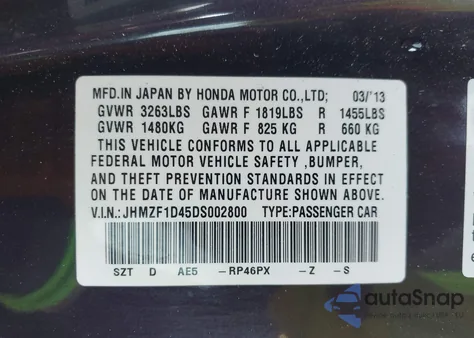 MFD.IN JAPAN BY HONDA MOTOR CO.,LTD; 03/'13
GVWR 3263LBS GAWR F 1819LBS R 1455LBS
GVWR 1480KG GAWR F 825 KG R 660 KG
THIS VEHICLE CONFORMS TO ALL APPLICABLE
FEDERAL MOTOR VEHICLE SAFETY ,BUMPER,
AND THEFT PREVENTION STANDARDS IN EFFECT
ON THE DATE OF MANUFACTURE SHOWN ABOVE.
V.I.N.:JHMZF1D45DS002800 TYPE:PASSENGER CAR
SZT D AE5 -RP46PX -Z -S
autoSnap